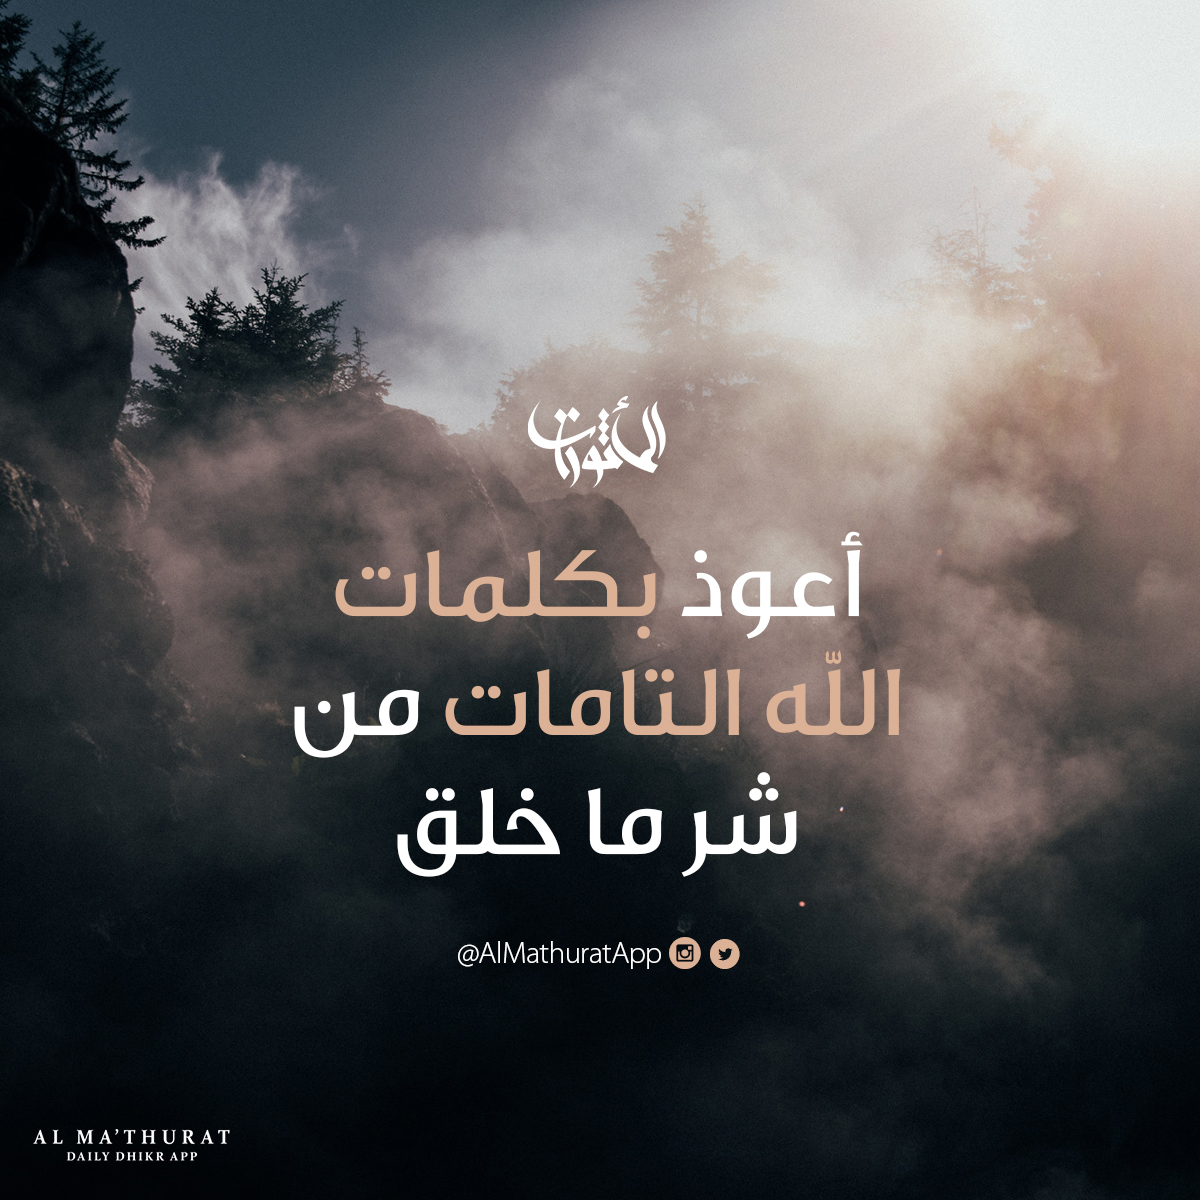 المأثورات
أعوذ بكلمات
اللّه التامات من
شر ما خلق
@AlMathuratApp
AL MA'THURAT
DAILY DHIKR APP